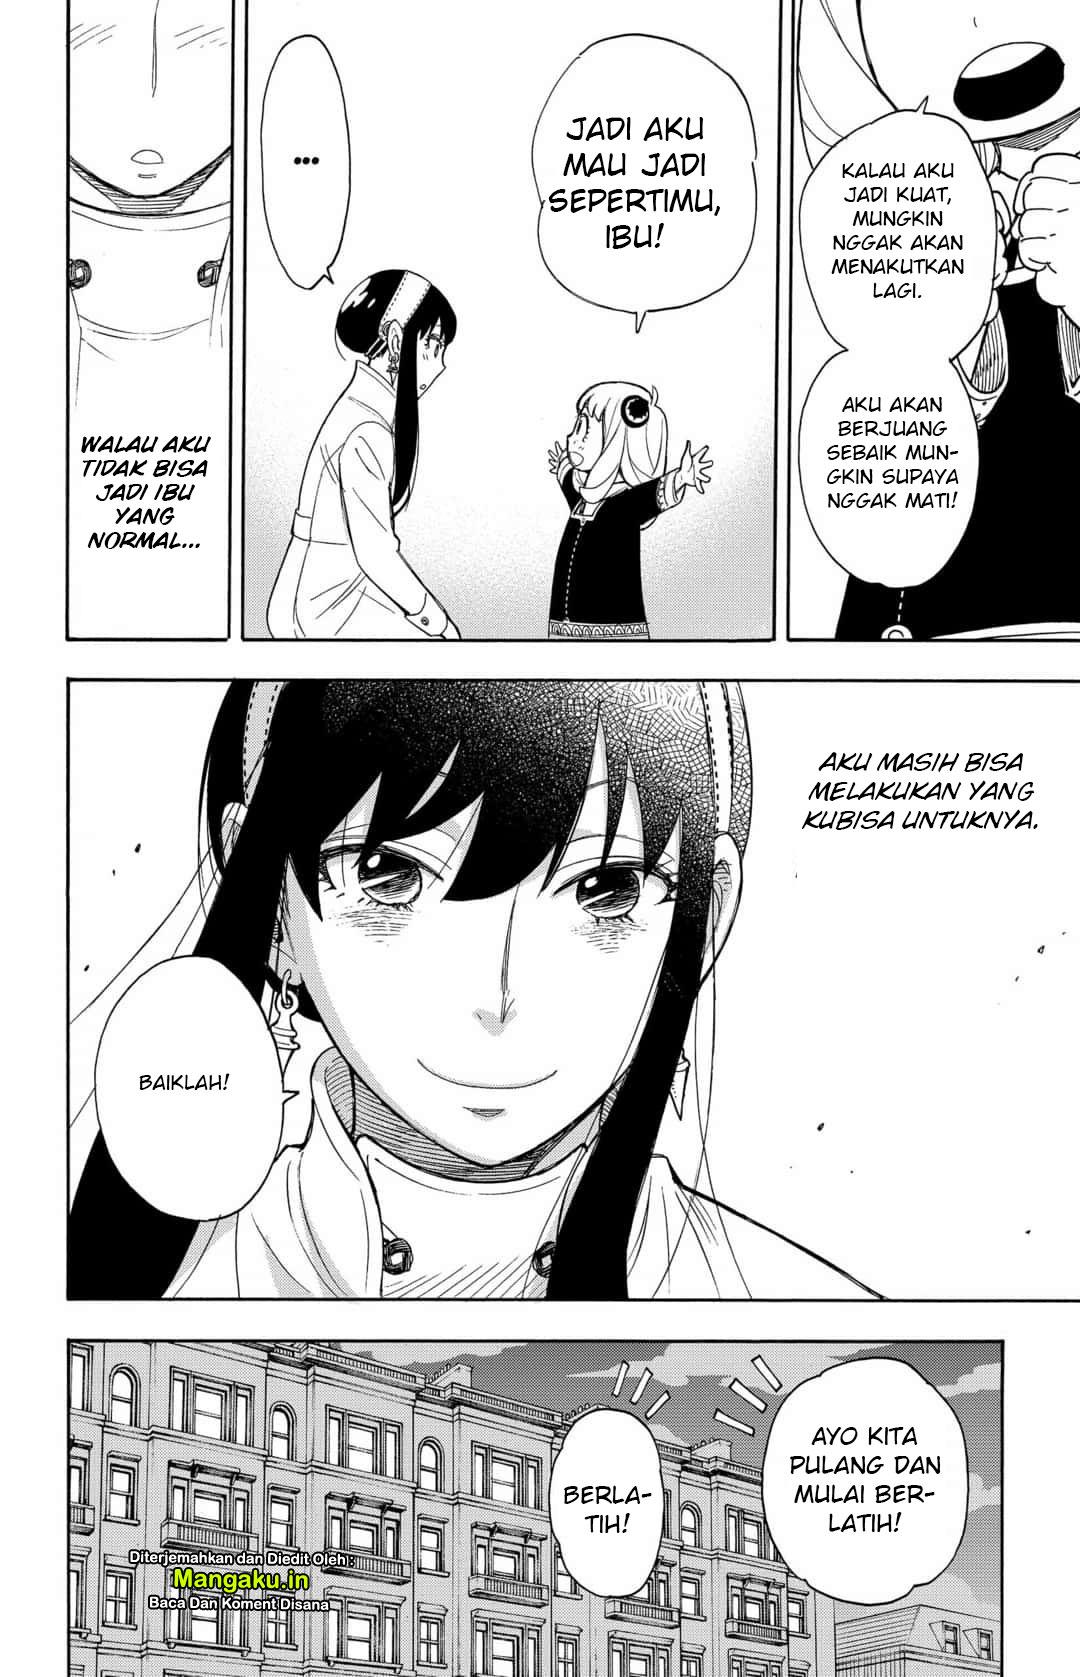 KALAU AKU
JADI KUAT,
MUNGKIN
NGGAK AKAN
MENAKUTKAN
LAGI.
AKU AKAN
BERJUANG
SEBAIK MUNG-
KIN SUPAYA
NGGAK MATI!
JADI AKU
MAU JADI
SEPERTIMU,
IBU!
...
WALAU AKU
TIDAK BISA
JADI IBU
YANG
NORMAL...
AKU MASIH BISA
MELAKUKAN YANG
KUBISA UNTUKNYA.
BAIKLAH!
AYO KITA
PULANG DAN
MULAI BER-
LATIH!
BERLA-
TIH!
Diterjemahkan dan Diedit Oleh :
Mangaku.in
Baca Dan Koment Disana